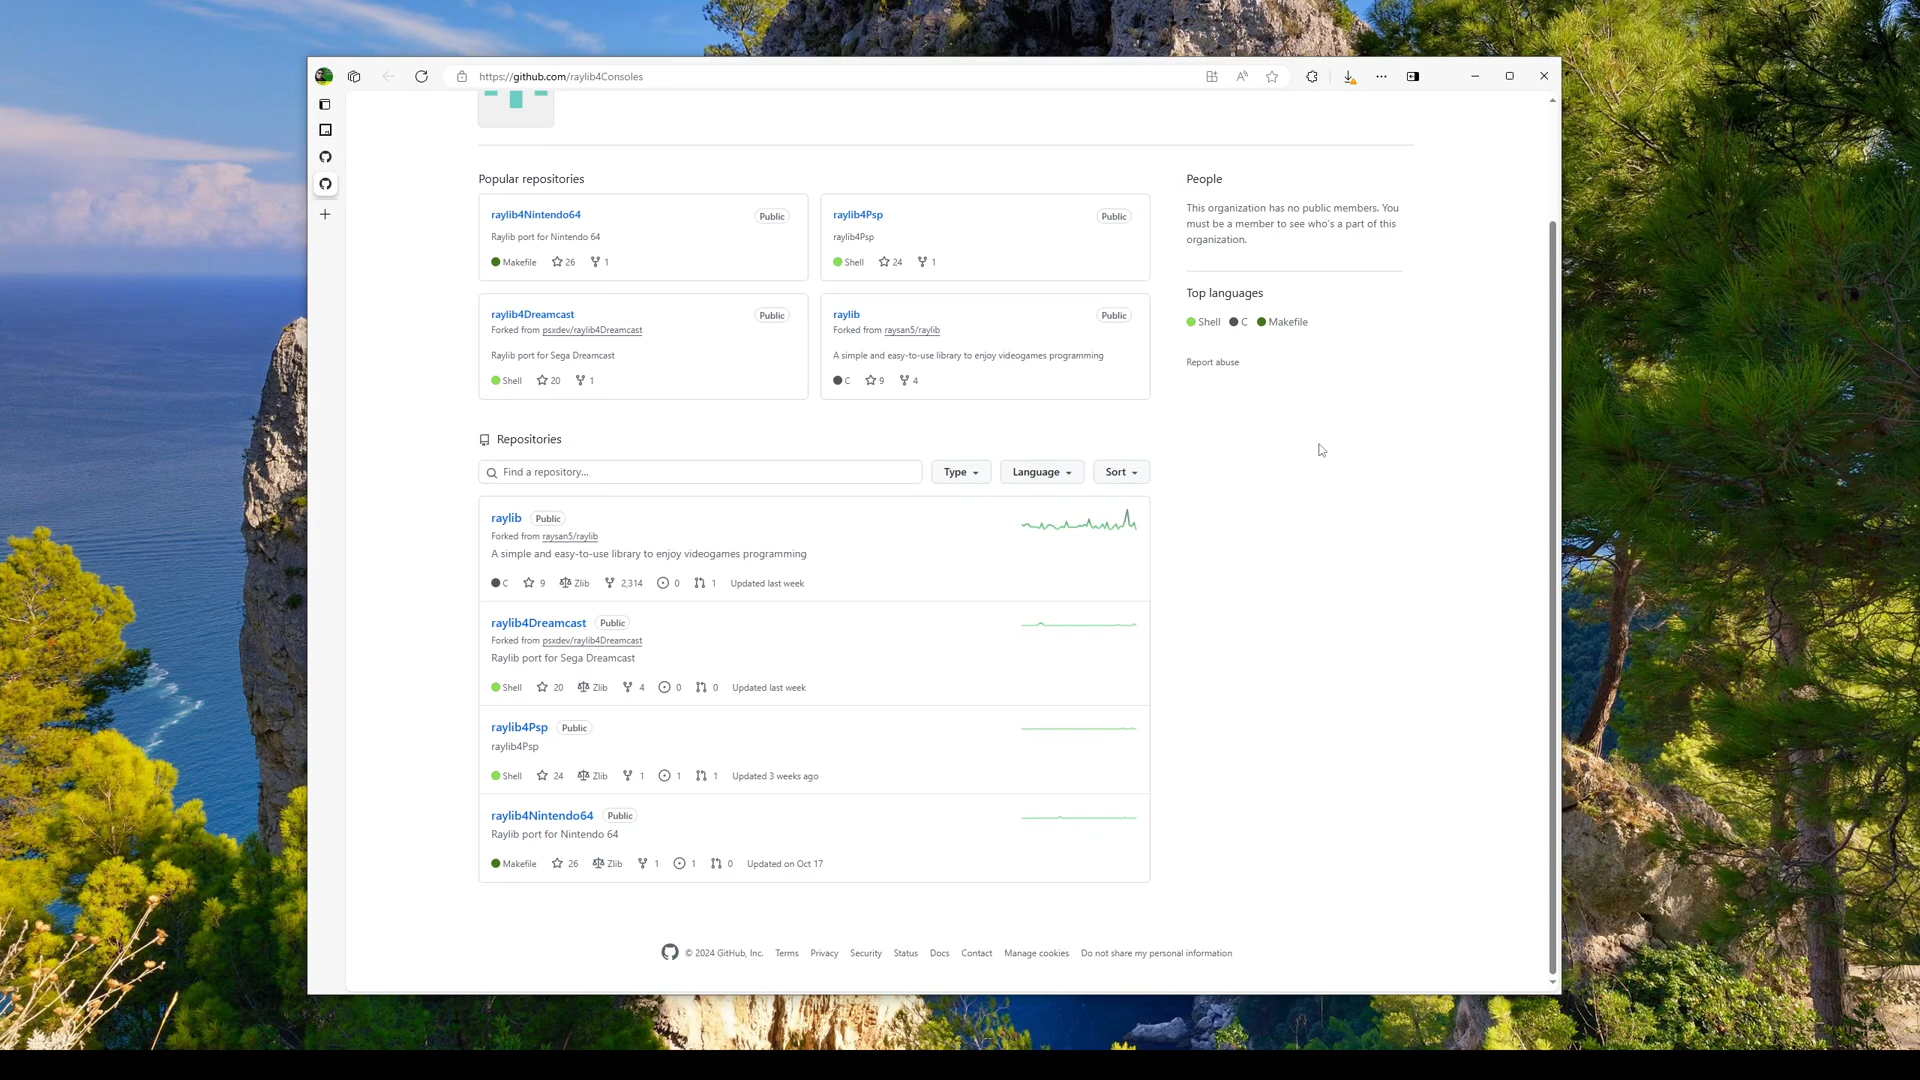 https://github.com/raylib4Consoles
Popular repositories
raylib4Nintendo64 Public
Raylib port for Nintendo 64
Makefile 26 1
raylib4Psp Public
raylib4Psp
Shell 24 1
raylib4Dreamcast Public
Forked from psxdev/raylib4Dreamcast
Raylib port for Sega Dreamcast
Shell 20 1
raylib Public
Forked from raysan5/raylib
A simple and easy-to-use library to enjoy videogames programming
C 9 4
People
This organization has no public members. You
must be a member to see who's a part of this
organization.
Top languages
Shell C Makefile
Report abuse
Repositories
Find a repository...
Type
Language
Sort
raylib Public
Forked from raysan5/raylib
A simple and easy-to-use library to enjoy videogames programming
C 9 Zlib 2,314 0 1 Updated last week
raylib4Dreamcast Public
Forked from psxdev/raylib4Dreamcast
Raylib port for Sega Dreamcast
Shell 20 Zlib 4 0 0 Updated last week
raylib4Psp Public
raylib4Psp
Shell 24 Zlib 1 1 1 Updated 3 weeks ago
raylib4Nintendo64 Public
Raylib port for Nintendo 64
Makefile 26 Zlib 1 1 0 Updated on Oct 17
© 2024 GitHub, Inc. Terms Privacy Security Status Docs Contact Manage cookies Do not share my personal information